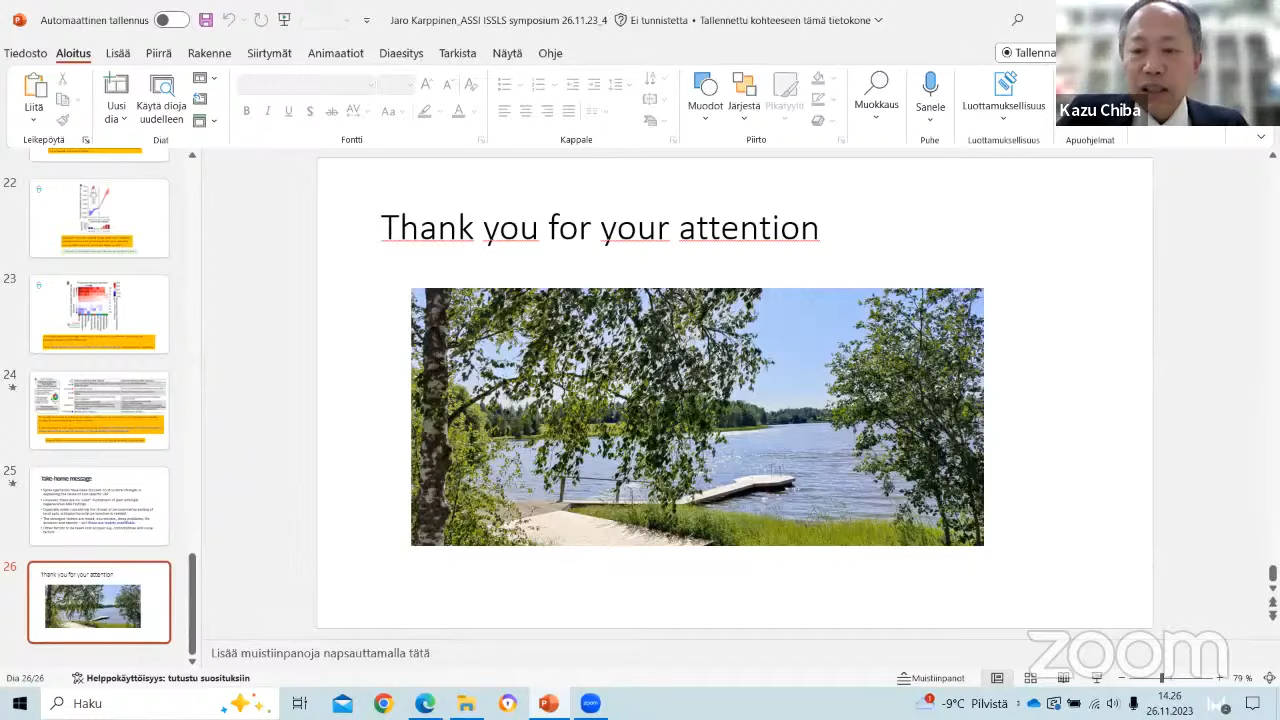 Automaattinen tallennus
Jaro Karppinen_ASSI ISSLS symposium 26.11.23_4
Ei tunnistetta • Tallennettu kohteeseen tämä tietokone
Tiedosto Aloitus Lisää Piirrä Rakenne Siirtymät Animaatiot Diaesitys Tarkista Näytä Ohje
Tallenna
Liitä
Uusi dia
Käytä dioja uudelleen
Muodot Järjestä Pikatyylit
Muokkaus
Sanele
Luottamuksellisuus
Leikepöytä Diat Fontti Kappale Piirto Puhe Luottamuksellisuus Apuohjelmat
Kazu Chiba
22
23
24
25
Take-home message
26
Thank you for your attention
Thank you for your attention
Lisää muistiinpanoja napsauttamalla tätä
zoom
Dia 26/26
Helppokäyttöisyys: tutustu suosituksiin
Muistiinpanot
79 %
Haku
zoom
-9°C Pilvistä
14.26
26.11.2023